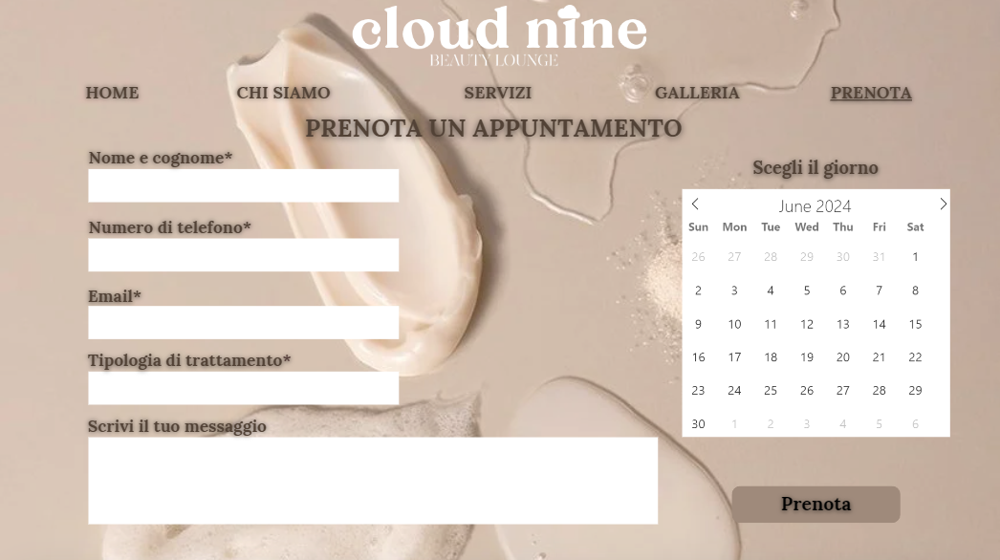 cloud nine
BEAUTY LOUNGE
HOME CHI SIAMO SERVIZI GALLERIA PRENOTA
PRENOTA UN APPUNTAMENTO
Nome e cognome*
Numero di telefono*
Email*
Tipologia di trattamento*
Scrivi il tuo messaggio
Scegli il giorno
June 2024
Sun Mon Tue Wed Thu Fri Sat
26 27 28 29 30 31 1
2 3 4 5 6 7 8
9 10 11 12 13 14 15
16 17 18 19 20 21 22
23 24 25 26 27 28 29
30 1 2 3 4 5 6
Prenota